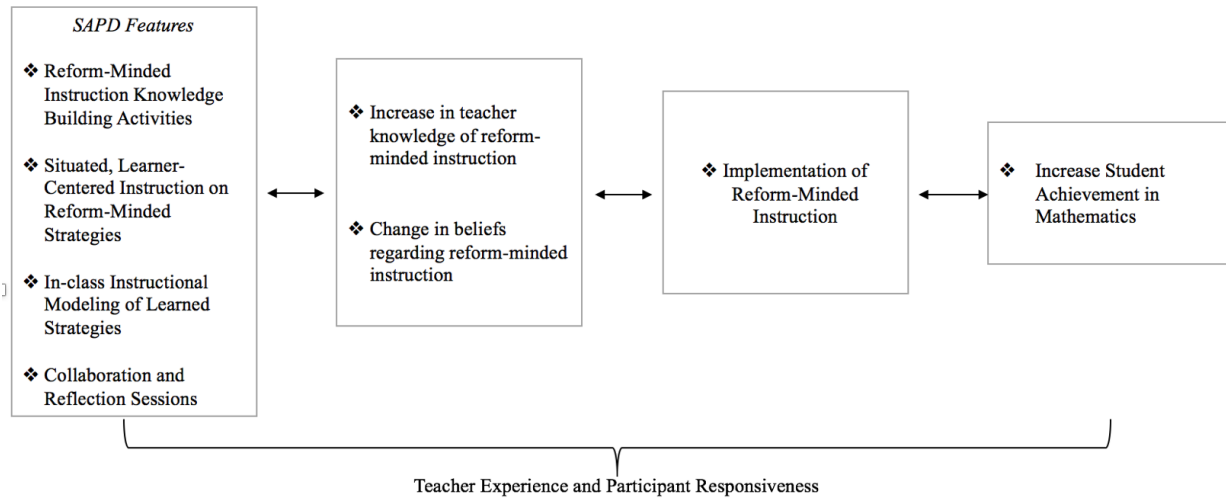 SAPD Features
❖ Reform-Minded
Instruction Knowledge
Building Activities
❖ Situated, Learner-
Centered Instruction on
Reform-Minded
Strategies
❖ In-class Instructional
Modeling of Learned
Strategies
❖ Collaboration and
Reflection Sessions
❖ Increase in teacher
knowledge of reform-
minded instruction
❖ Change in beliefs
regarding reform-minded
instruction
❖ Implementation of
Reform-Minded
Instruction
❖ Increase Student
Achievement in
Mathematics
Teacher Experience and Participant Responsiveness